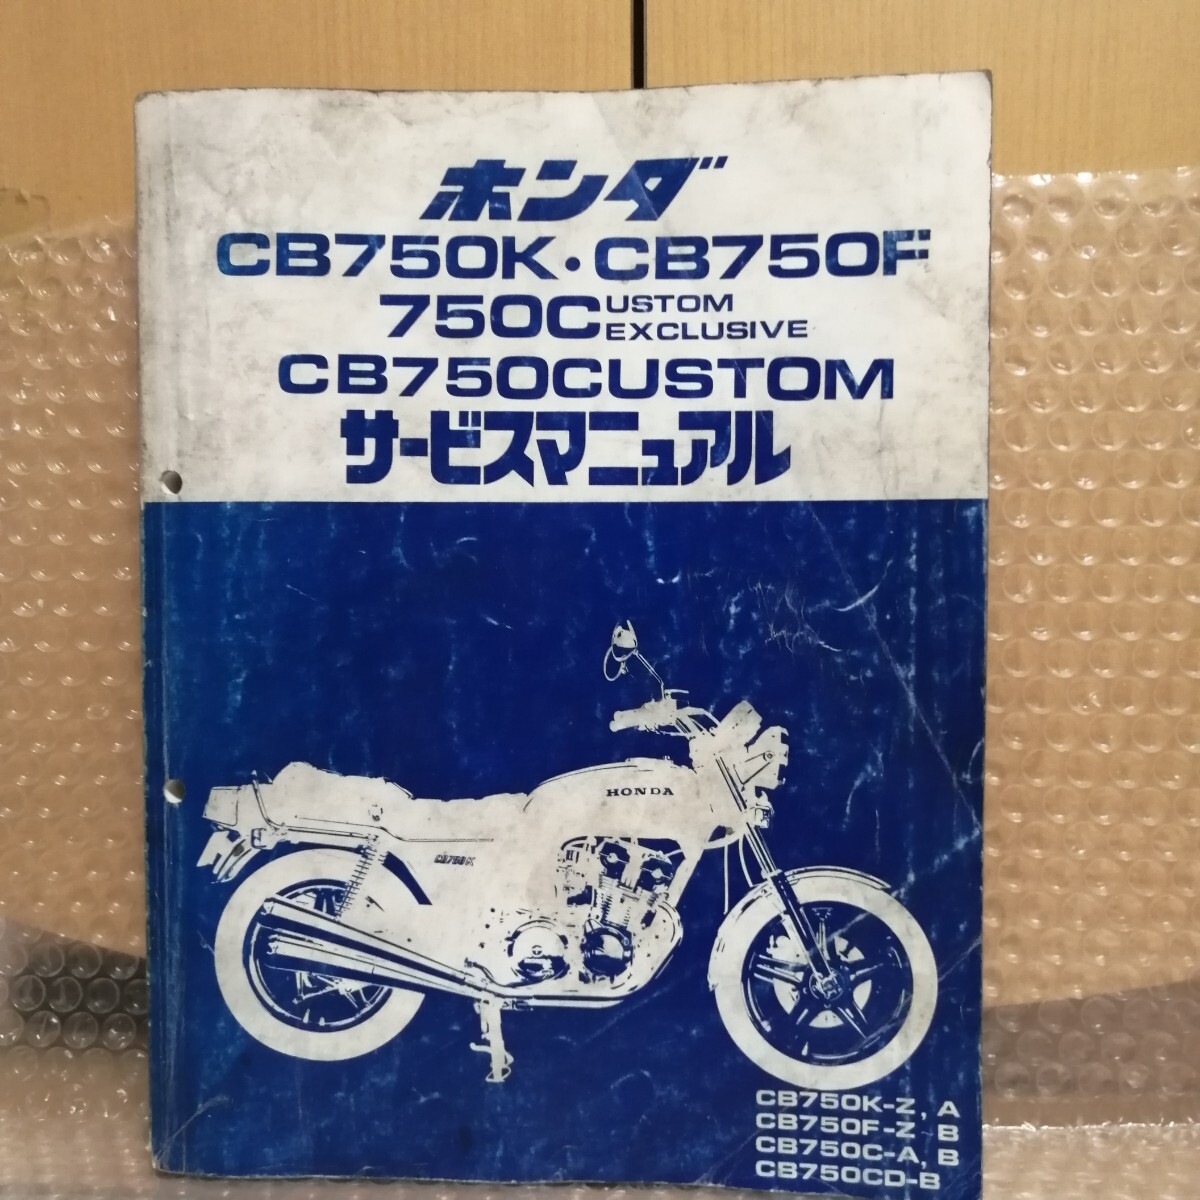 ホンダ
CB750K・CB750F
750CUSTOM
EXCLUSIVE
CB750CUSTOM
サービスマニュアル
HONDA
CB750K
CB750K-Z, A
CB750F-Z B
CB750C-A, B
CB750CD-B